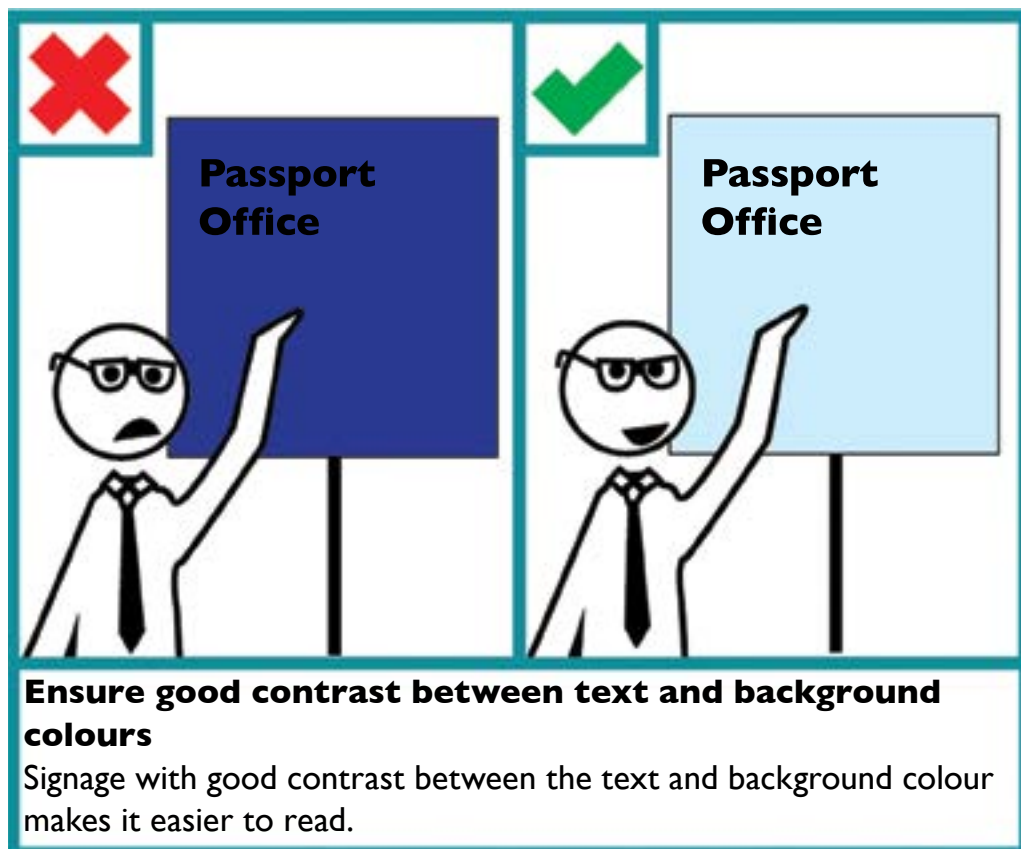 Passport
Office
Passport
Office
Ensure good contrast between text and background
colours
Signage with good contrast between the text and background colour
makes it easier to read.